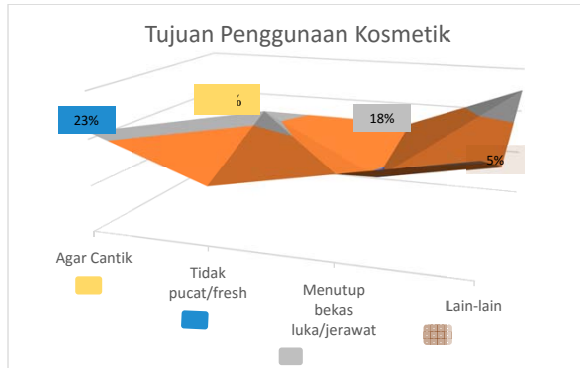 Tujuan Penggunaan Kosmetik
23%
%
18%
5%
Agar Cantik
Tidak
pucat/fresh
Menutup
bekas
luka/jerawat
Lain-lain